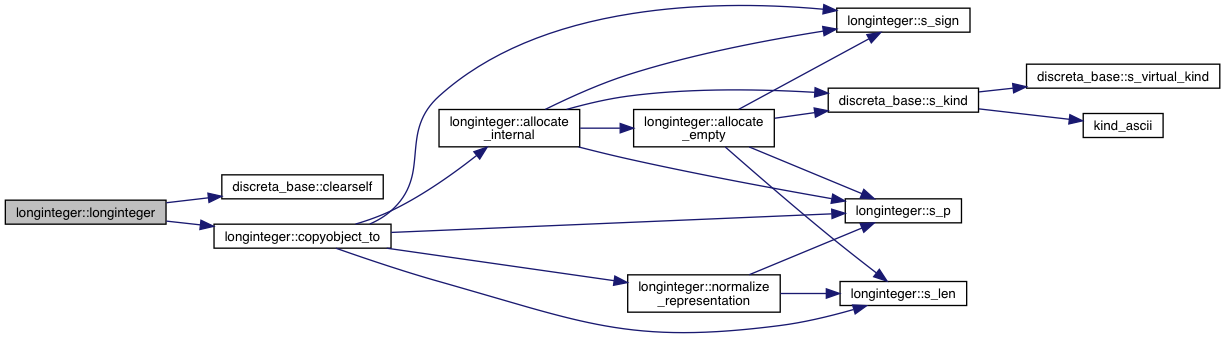 longinteger::longinteger
discreta_base::clearself
longinteger::copyobject_to
longinteger::allocate
_internal
longinteger::allocate
_empty
longinteger::normalize
_representation
longinteger::s_sign
discreta_base::s_kind
longinteger::s_p
longinteger::s_len
discreta_base::s_virtual_kind
kind_ascii